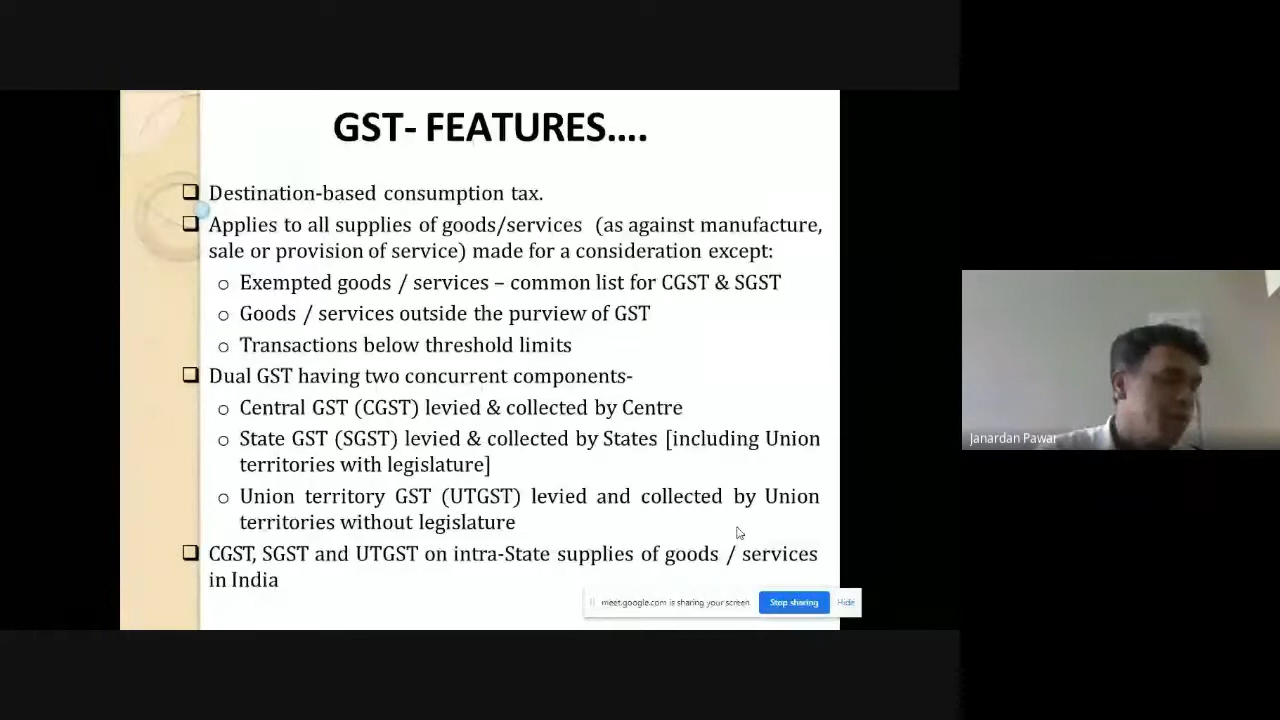 GST- FEATURES....
❑ Destination-based consumption tax.
❑ Applies to all supplies of goods/services (as against manufacture,
sale or provision of service) made for a consideration except:
o Exempted goods / services – common list for CGST & SGST
o Goods / services outside the purview of GST
o Transactions below threshold limits
❑ Dual GST having two concurrent components-
o Central GST (CGST) levied & collected by Centre
o State GST (SGST) levied & collected by States [including Union
territories with legislature]
o Union territory GST (UTGST) levied and collected by Union
territories without legislature
❑ CGST, SGST and UTGST on intra-State supplies of goods / services
in India
meet.google.com is sharing your screen. Stop sharing Hide
Janardan Pawar